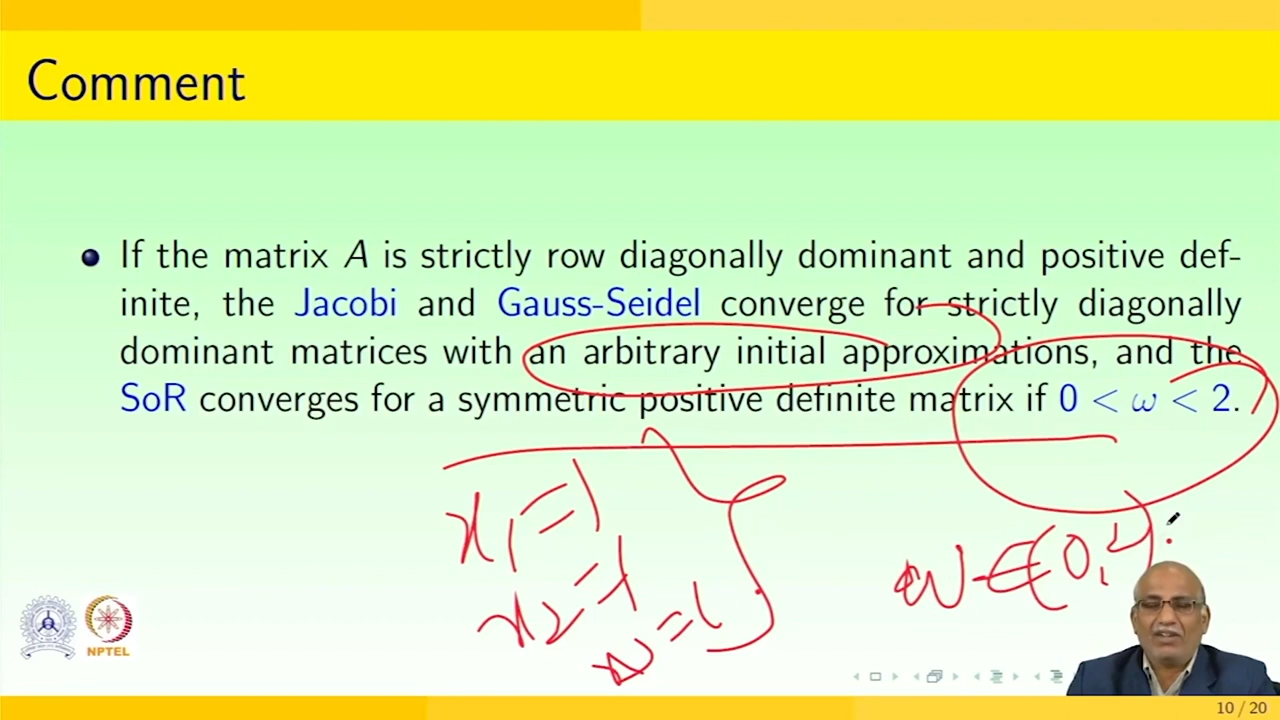 Comment
If the matrix A is strictly row diagonally dominant and positive def-
inite, the Jacobi and Gauss-Seidel converge for strictly diagonally
dominant matrices with an arbitrary initial approximations, and the
SoR converges for a symmetric positive definite matrix if 0 < ω < 2.
x₁ = 1
x₂ = 1
ω ∈ (0,2)
NPTEL
10 / 20